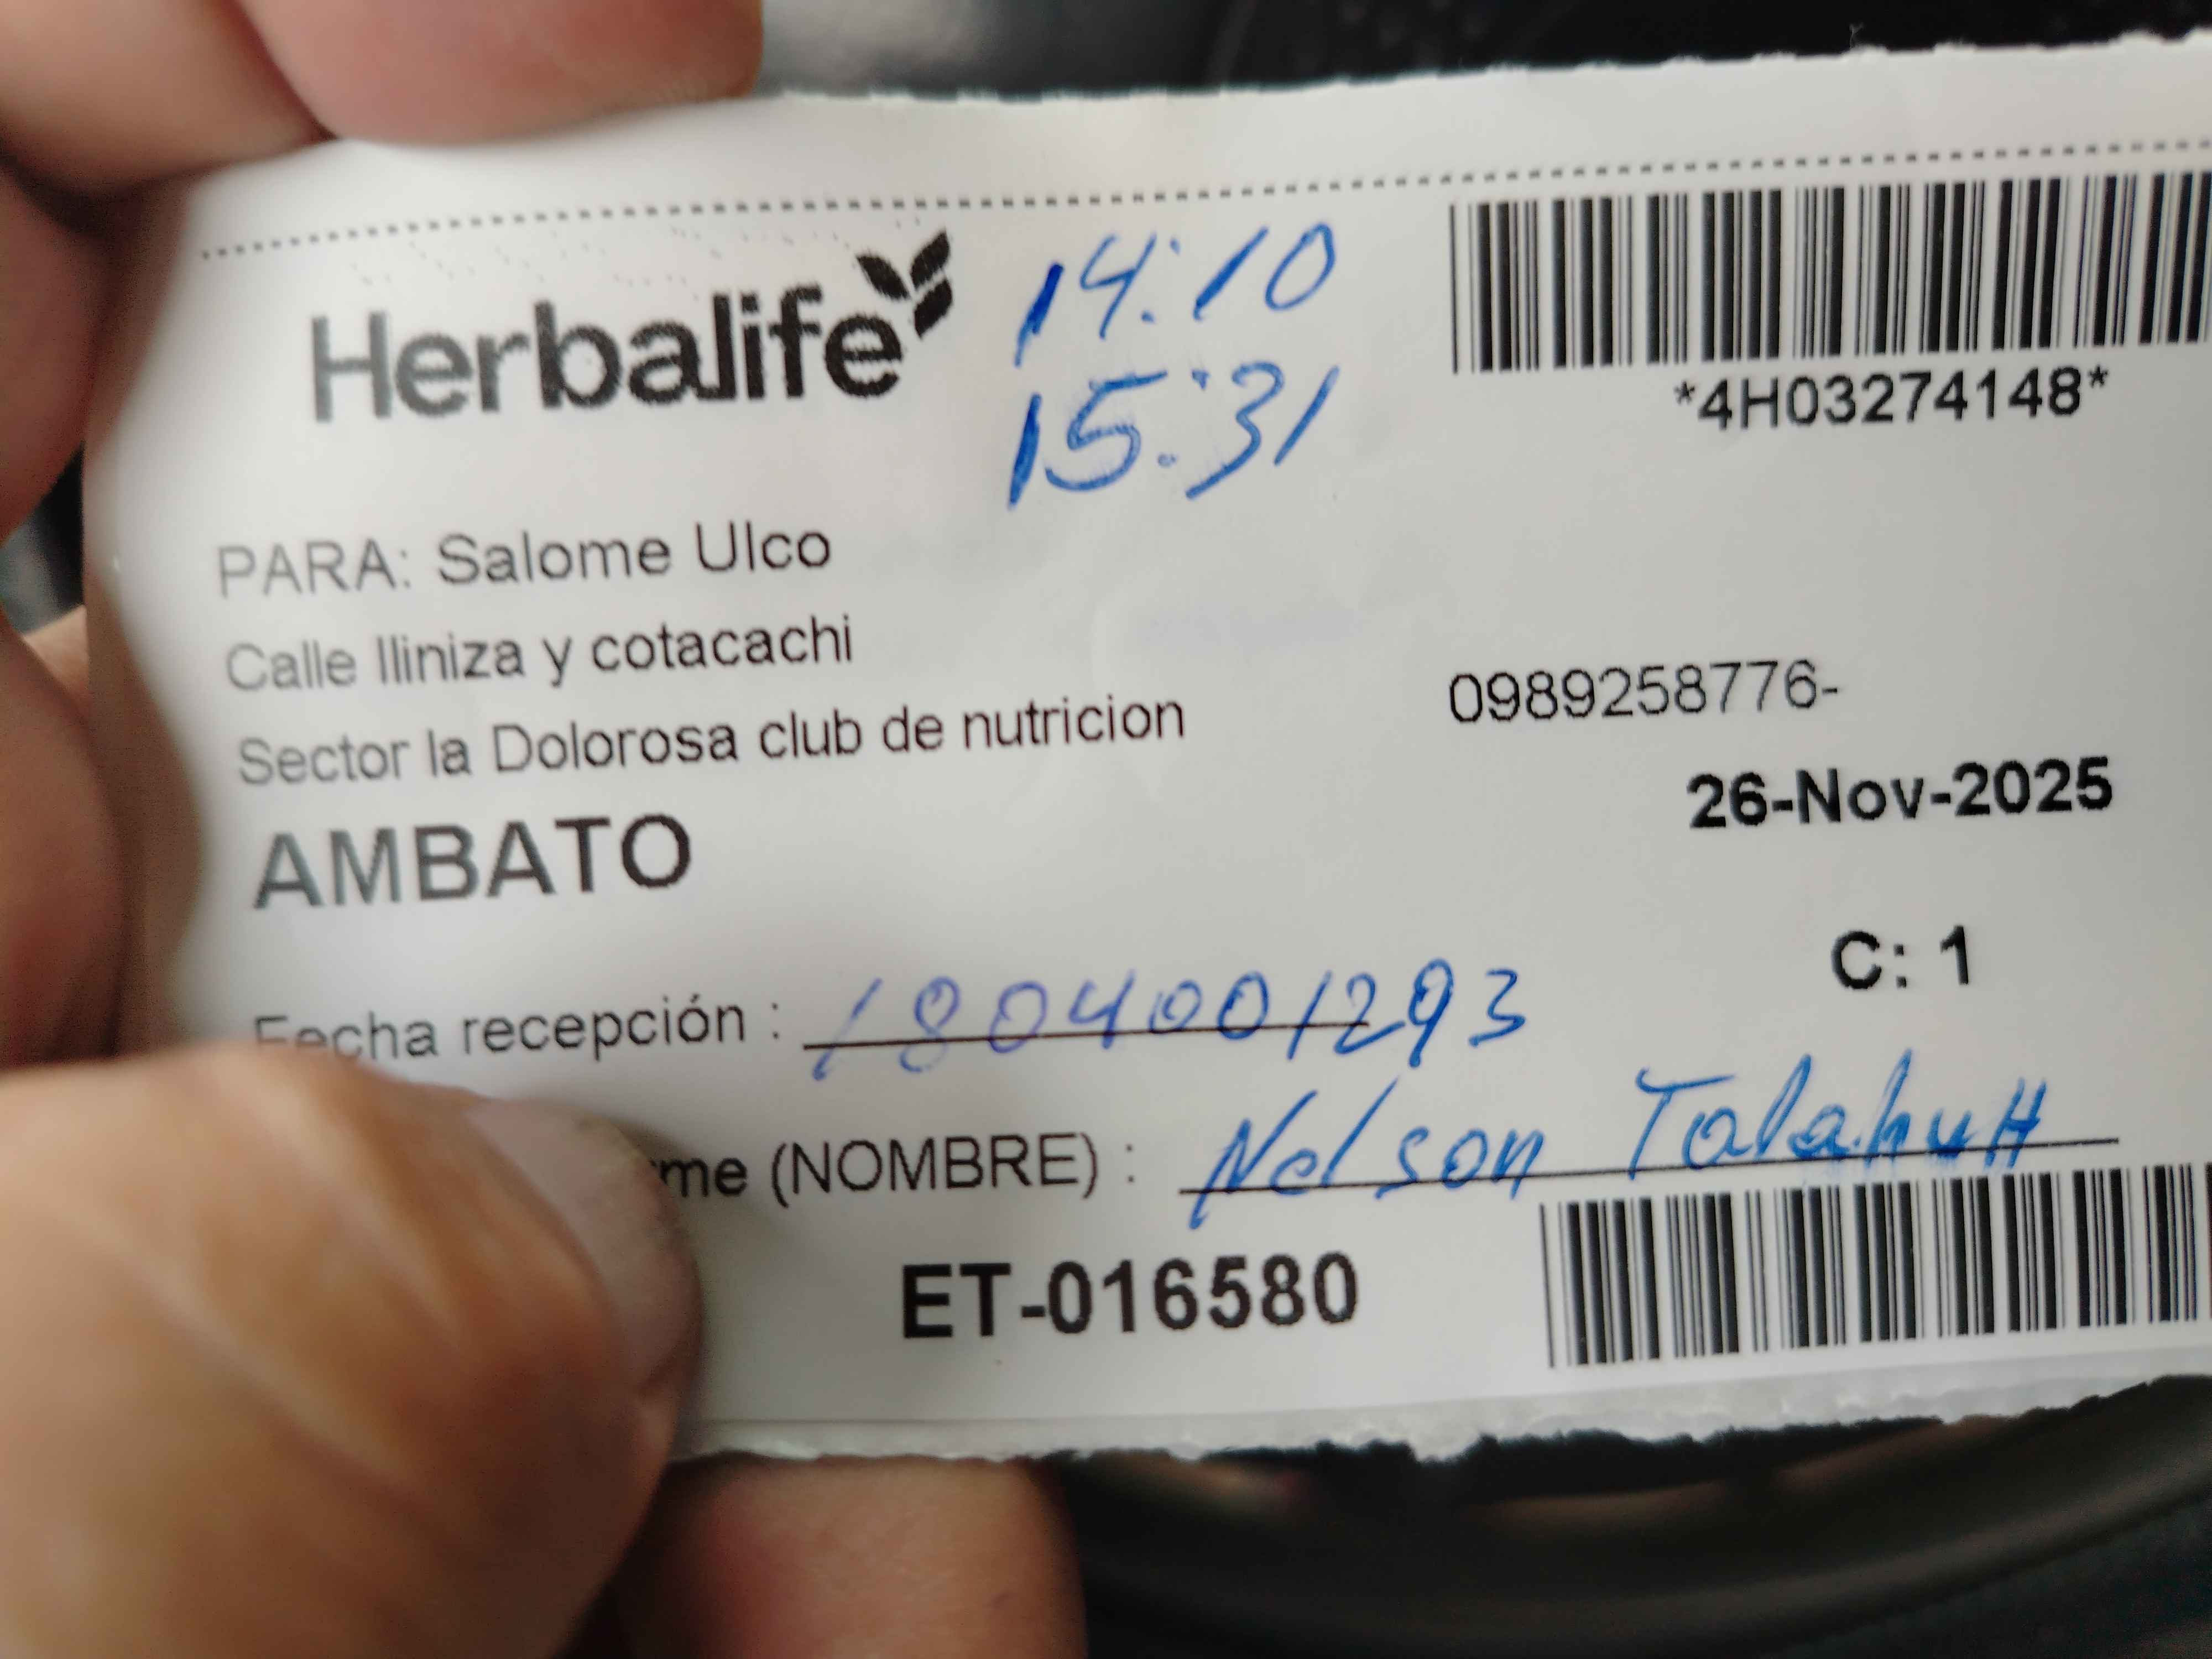 Herbalife
14:10
15:31
*4H03274148*
PARA: Salome Ulco
Calle Iliniza y cotacachi
Sector la Dolorosa club de nutricion
0989258776-
26-Nov-2025
AMBATO
C: 1
Fecha recepción : 1804001293
me (NOMBRE) : Nelson
ET-016580